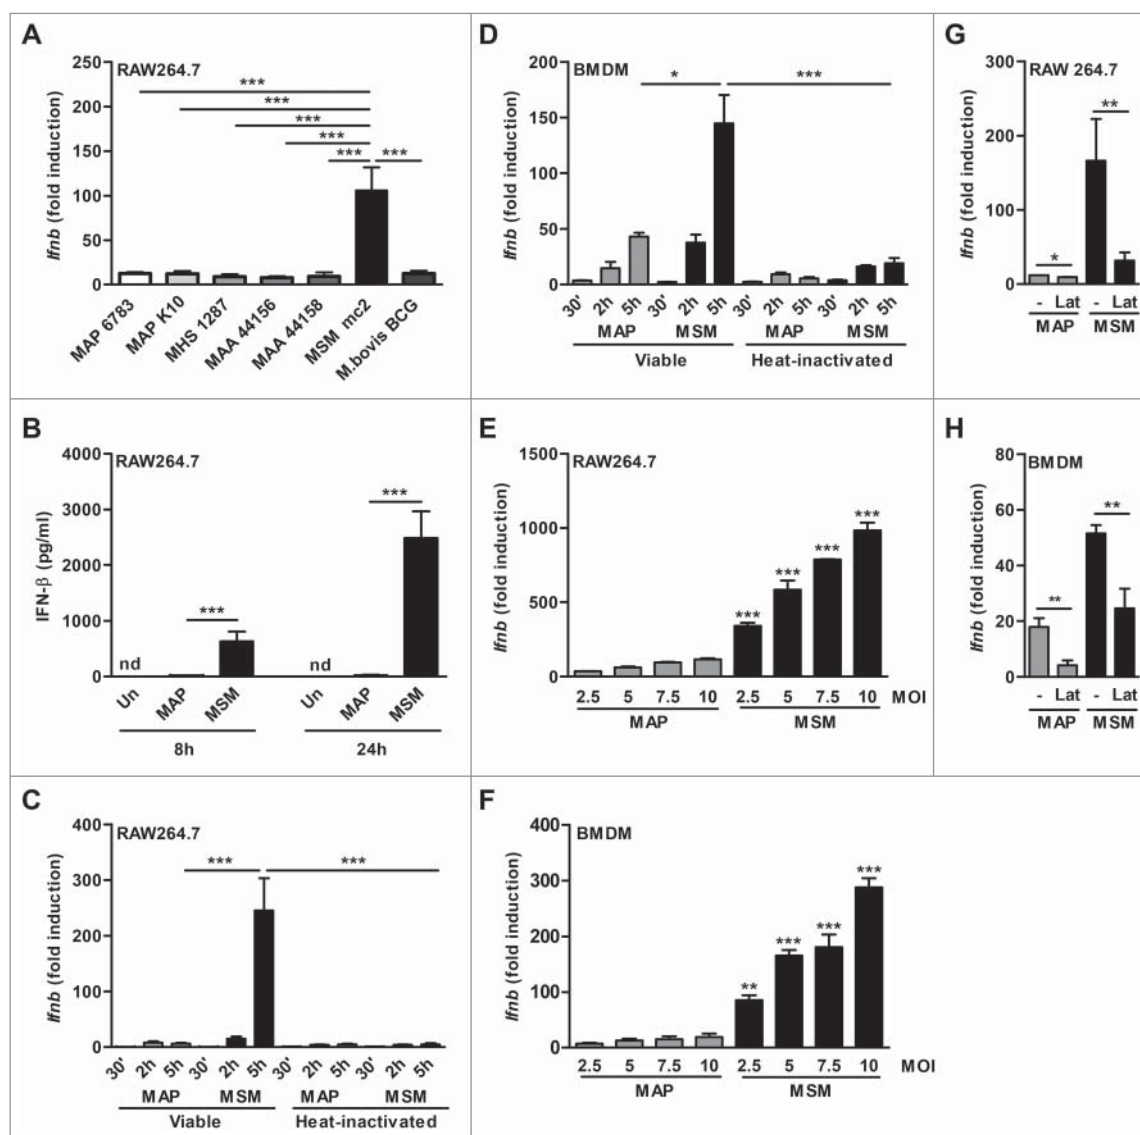 A
RAW264.7
Ifnb (fold induction)
250
200
150
100
50
0
***
***
***
***
*** ***
MAP 6783
MAP K10
MHS 1287
MAA 44156
MAA 44158
MSM mc2
M.bovis BCG
B
RAW264.7
IFN-β (pg/ml)
4000
3000
2000
1000
0
nd
***
nd
***
Un MAP MSM Un MAP MSM
8h 24h
C
RAW264.7
Ifnb (fold induction)
400
300
200
100
0
*** ***
30' 2h 5h 30' 2h 5h 30' 2h 5h 30' 2h 5h
MAP MSM MAP MSM
Viable Heat-inactivated
D
BMDM
Ifnb (fold induction)
200
150
100
50
0
* ***
30' 2h 5h 30' 2h 5h 30' 2h 5h 30' 2h 5h
MAP MSM MAP MSM
Viable Heat-inactivated
E
RAW264.7
Ifnb (fold induction)
1500
1000
500
0
*** *** *** ***
2.5 5 7.5 10 2.5 5 7.5 10 MOI
MAP MSM
F
BMDM
Ifnb (fold induction)
400
300
200
100
0
** *** *** ***
2.5 5 7.5 10 2.5 5 7.5 10 MOI
MAP MSM
G
RAW 264.7
Ifnb (fold induction)
300
200
100
0
* **
- Lat - Lat
MAP MSM
H
BMDM
Ifnb (fold induction)
80
60
40
20
0
** **
- Lat - Lat
MAP MSM